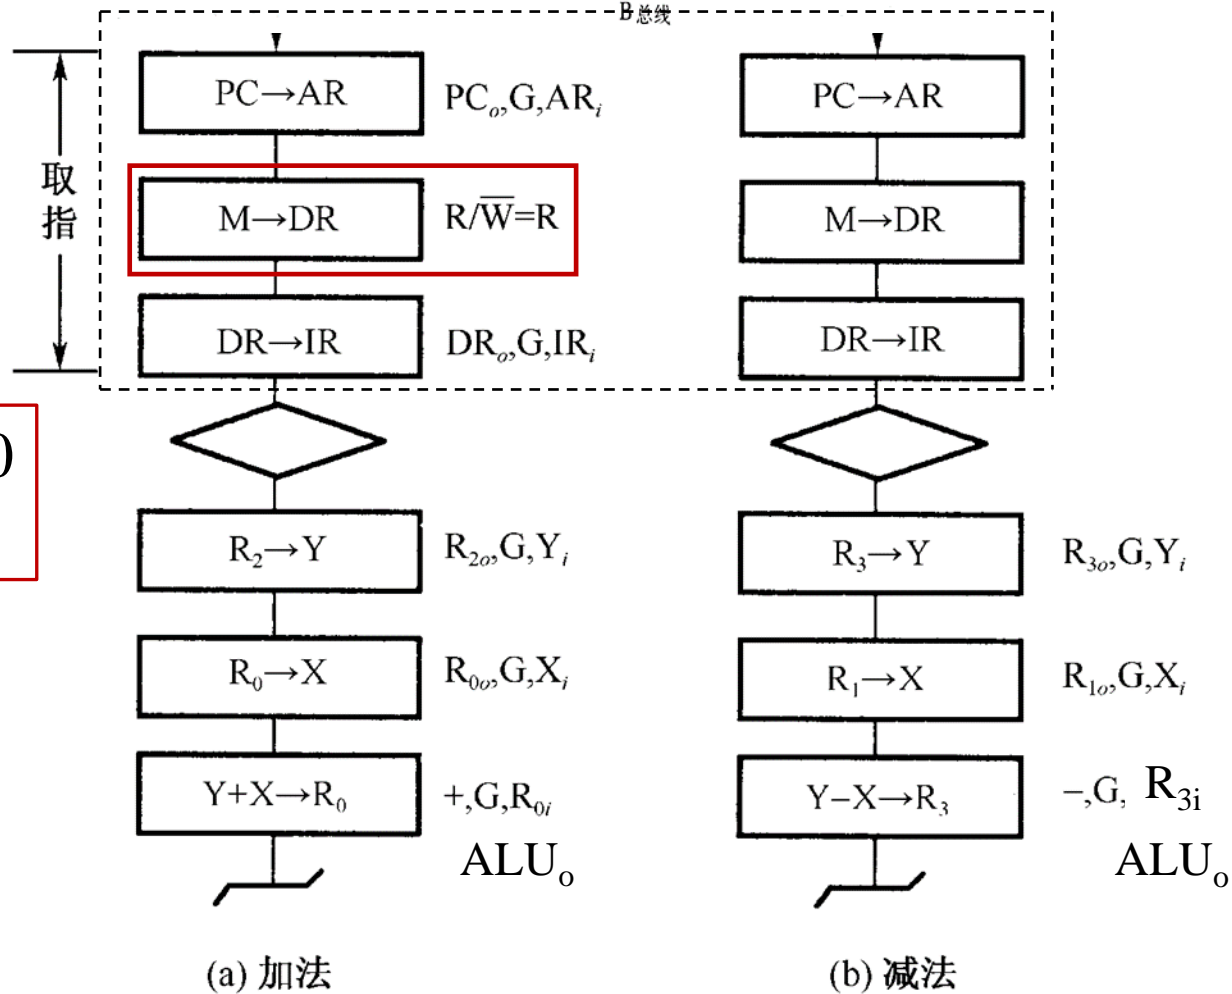 B总线
PC→AR PCo,G,ARi PC→AR
取指
M→DR R/W̅=R M→DR
DR→IR DRo,G,IRi DR→IR
R2→Y R2o,G,Yi R3→Y R3o,G,Yi
R0→X R0o,G,Xi R1→X R1o,G,Xi
Y+X→R0 +,G,R0i Y−X→R3 −,G, R3i
ALUo ALUo
(a) 加法 (b) 减法